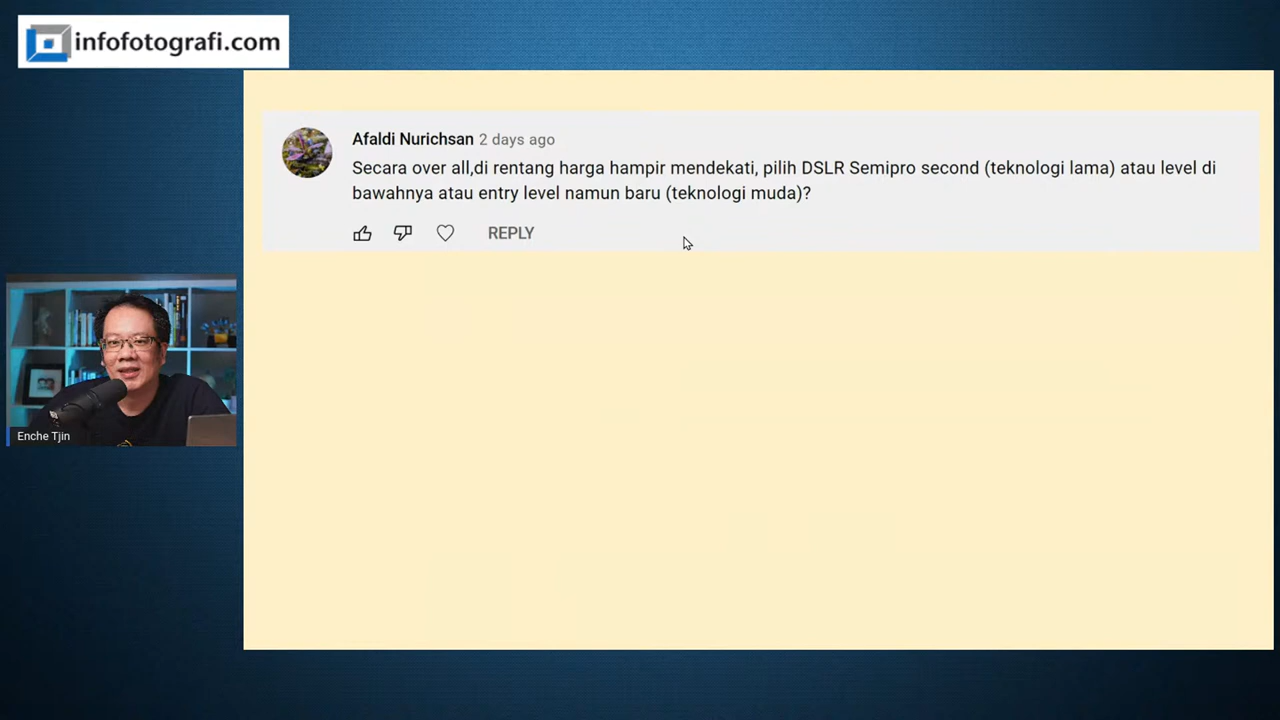 infofotografi.com
Afaldi Nurichsan 2 days ago
Secara over all,di rentang harga hampir mendekati, pilih DSLR Semipro second (teknologi lama) atau level di
bawahnya atau entry level namun baru (teknologi muda)?
REPLY
Enche Tjin